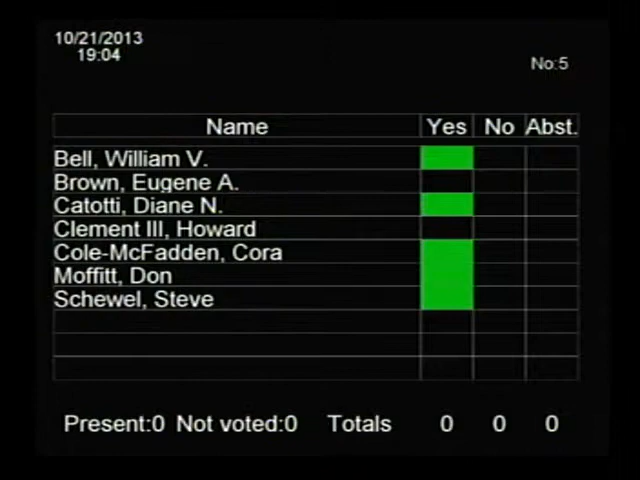 10/21/2013
19:04
No:5
Name Yes No Abst.
Bell, William V.
Brown, Eugene A.
Catotti, Diane N.
Clement III, Howard
Cole-McFadden, Cora
Moffitt, Don
Schewel, Steve
Present:0 Not voted:0 Totals 0 0 0